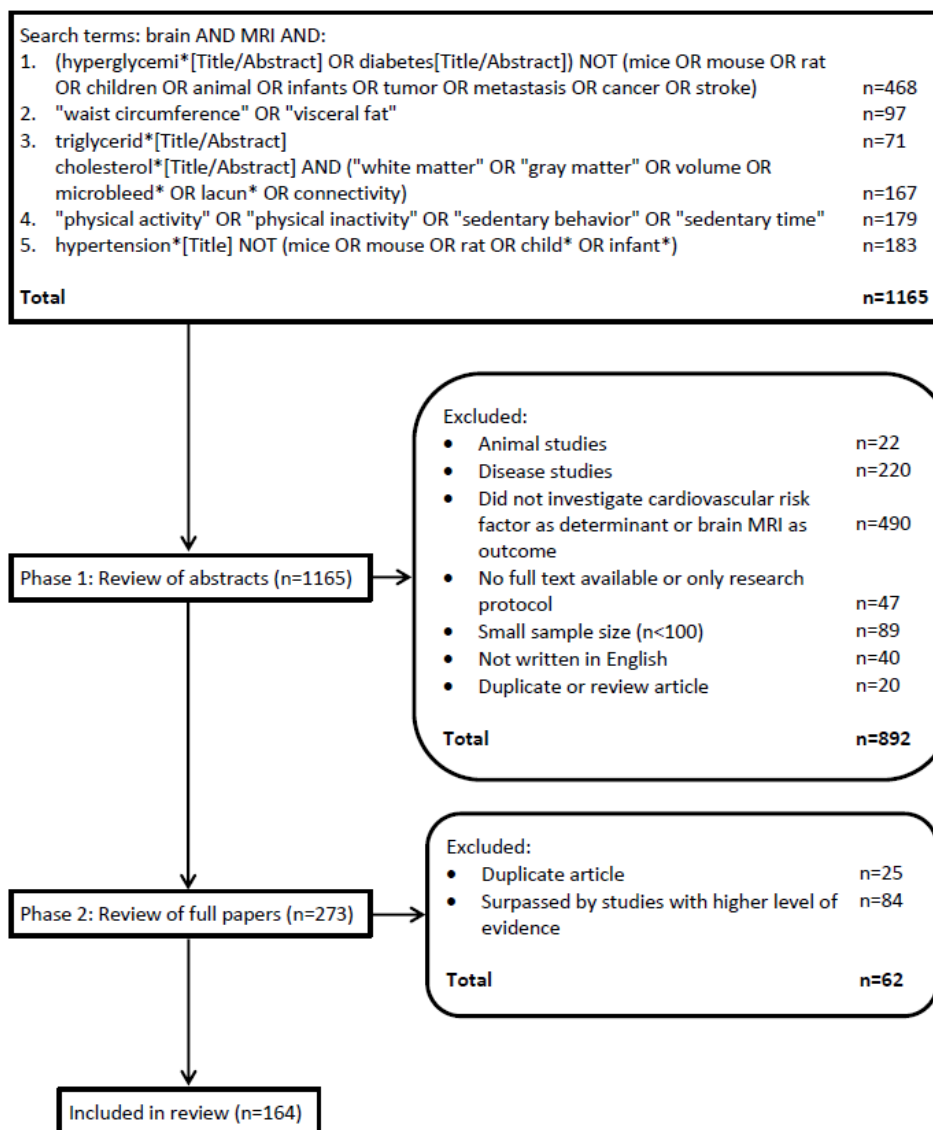 Search terms: brain AND MRI AND:
1. (hyperglycemi*[Title/Abstract] OR diabetes[Title/Abstract]) NOT (mice OR mouse OR rat
OR children OR animal OR infants OR tumor OR metastasis OR cancer OR stroke) n=468
2. "waist circumference" OR "visceral fat" n=97
3. triglycerid*[Title/Abstract] n=71
cholesterol*[Title/Abstract] AND ("white matter" OR "gray matter" OR volume OR
microbleed* OR lacun* OR connectivity) n=167
4. "physical activity" OR "physical inactivity" OR "sedentary behavior" OR "sedentary time" n=179
5. hypertension*[Title] NOT (mice OR mouse OR rat OR child* OR infant*) n=183
Total n=1165
Excluded:
• Animal studies n=22
• Disease studies n=220
• Did not investigate cardiovascular risk
factor as determinant or brain MRI as n=490
outcome
• No full text available or only research
protocol n=47
• Small sample size (n<100) n=89
• Not written in English n=40
• Duplicate or review article n=20
Total n=892
Phase 1: Review of abstracts (n=1165)
Excluded:
• Duplicate article n=25
• Surpassed by studies with higher level of n=84
evidence
Total n=62
Phase 2: Review of full papers (n=273)
Included in review (n=164)